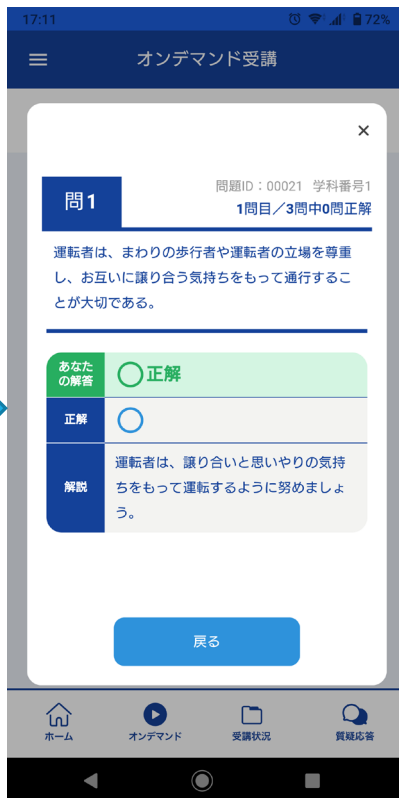 17:11
72%
オンデマンド受講
×
問題ID：00021 学科番号1
問1
1問目／3問中0問正解
運転者は、まわりの歩行者や運転者の立場を尊重
し、お互いに譲り合う気持ちをもって通行するこ
とが大切である。
あなた
の解答
○正解
正解
○
解説
運転者は、譲り合いと思いやりの気持
ちをもって運転するように努めましょ
う。
戻る
ホーム
オンデマンド
受講状況
質疑応答